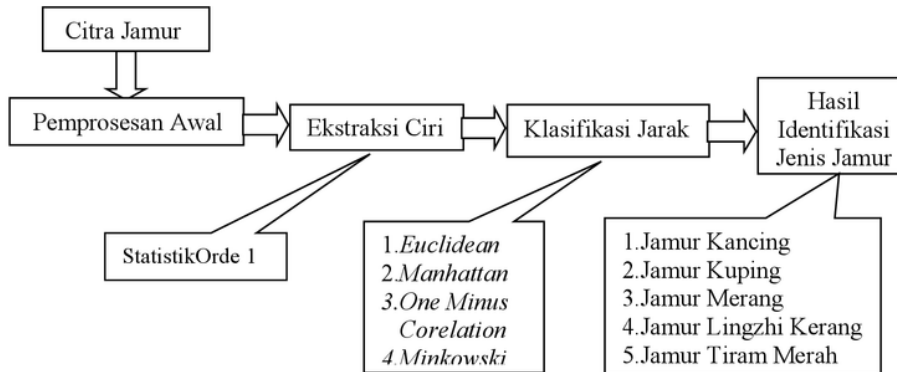 Citra Jamur
Pemprosesan Awal
Ekstraksi Ciri
Klasifikasi Jarak
Hasil
Identifikasi
Jenis Jamur
StatistikOrde 1
1.Euclidean
2.Manhattan
3.One Minus
Corelation
4.Minkowski
1.Jamur Kancing
2.Jamur Kuping
3.Jamur Merang
4.Jamur Lingzhi Kerang
5.Jamur Tiram Merah